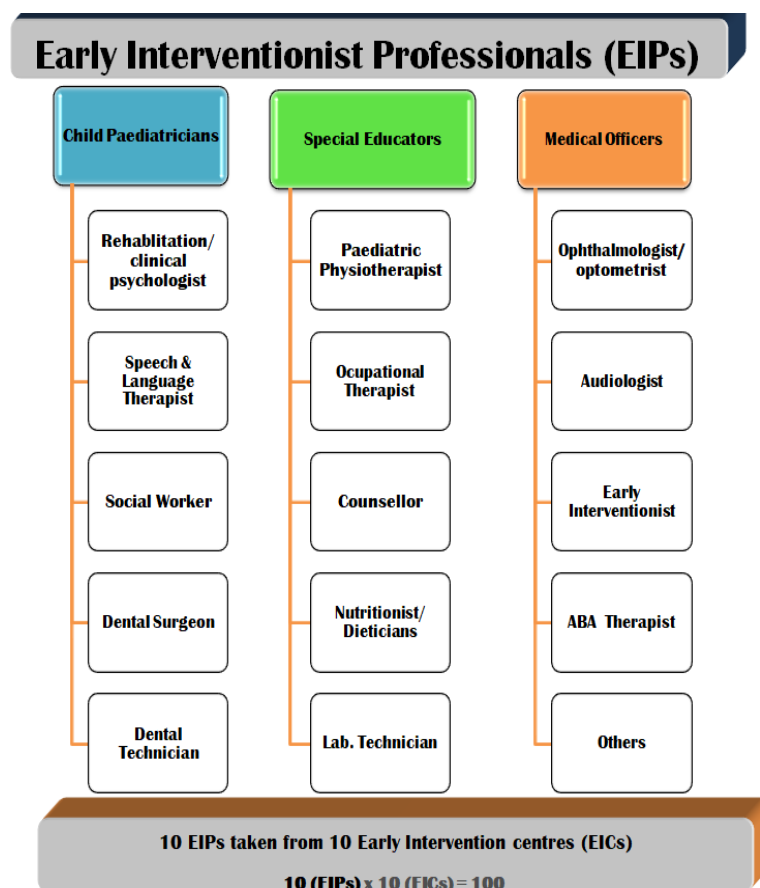 Early Interventionist Professionals (EIPs)
Child Paediatricians
Rehablitation/
clinical
psychologist
Speech &
Language
Therapist
Social Worker
Dental Surgeon
Dental
Technician
Special Educators
Paediatric
Physiotherapist
Ocupational
Therapist
Counsellor
Nutritionist/
Dieticians
Lab. Technician
Medical Officers
Ophthalmologist/
optometrist
Audiologist
Early
Interventionist
ABA Therapist
Others
10 EIPs taken from 10 Early Intervention centres (EICs)
10 (EIPs) x 10 (EICs) = 100